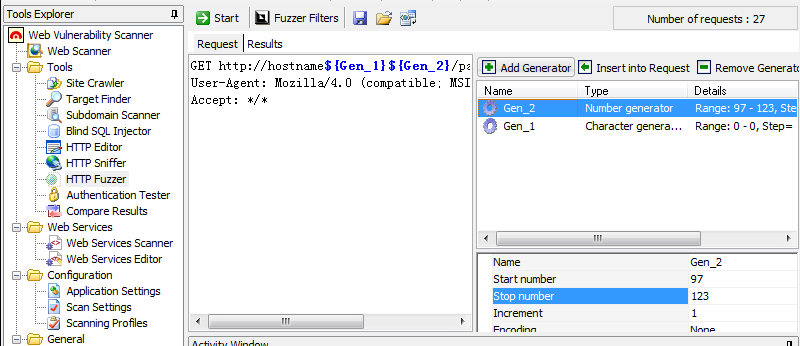 Tools Explorer
Web Vulnerability Scanner
Web Scanner
Tools
Site Crawler
Target Finder
Subdomain Scanner
Blind SQL Injector
HTTP Editor
HTTP Sniffer
HTTP Fuzzer
Authentication Tester
Compare Results
Web Services
Web Services Scanner
Web Services Editor
Configuration
Application Settings
Scan Settings
Scanning Profiles
General
Start Fuzzer Filters
Number of requests : 27
Request Results
GET http://hostname${Gen_1}${Gen_2}/pa
User-Agent: Mozilla/4.0 (compatible; MSI
Accept: */*
Add Generator Insert into Request Remove Generato
Name Type Details
Gen_2 Number generator Range: 97 - 123, Step
Gen_1 Character genera... Range: 0 - 0, Step=
Name Gen_2
Start number 97
Stop number 123
Increment 1
Encoding None
Activity Window